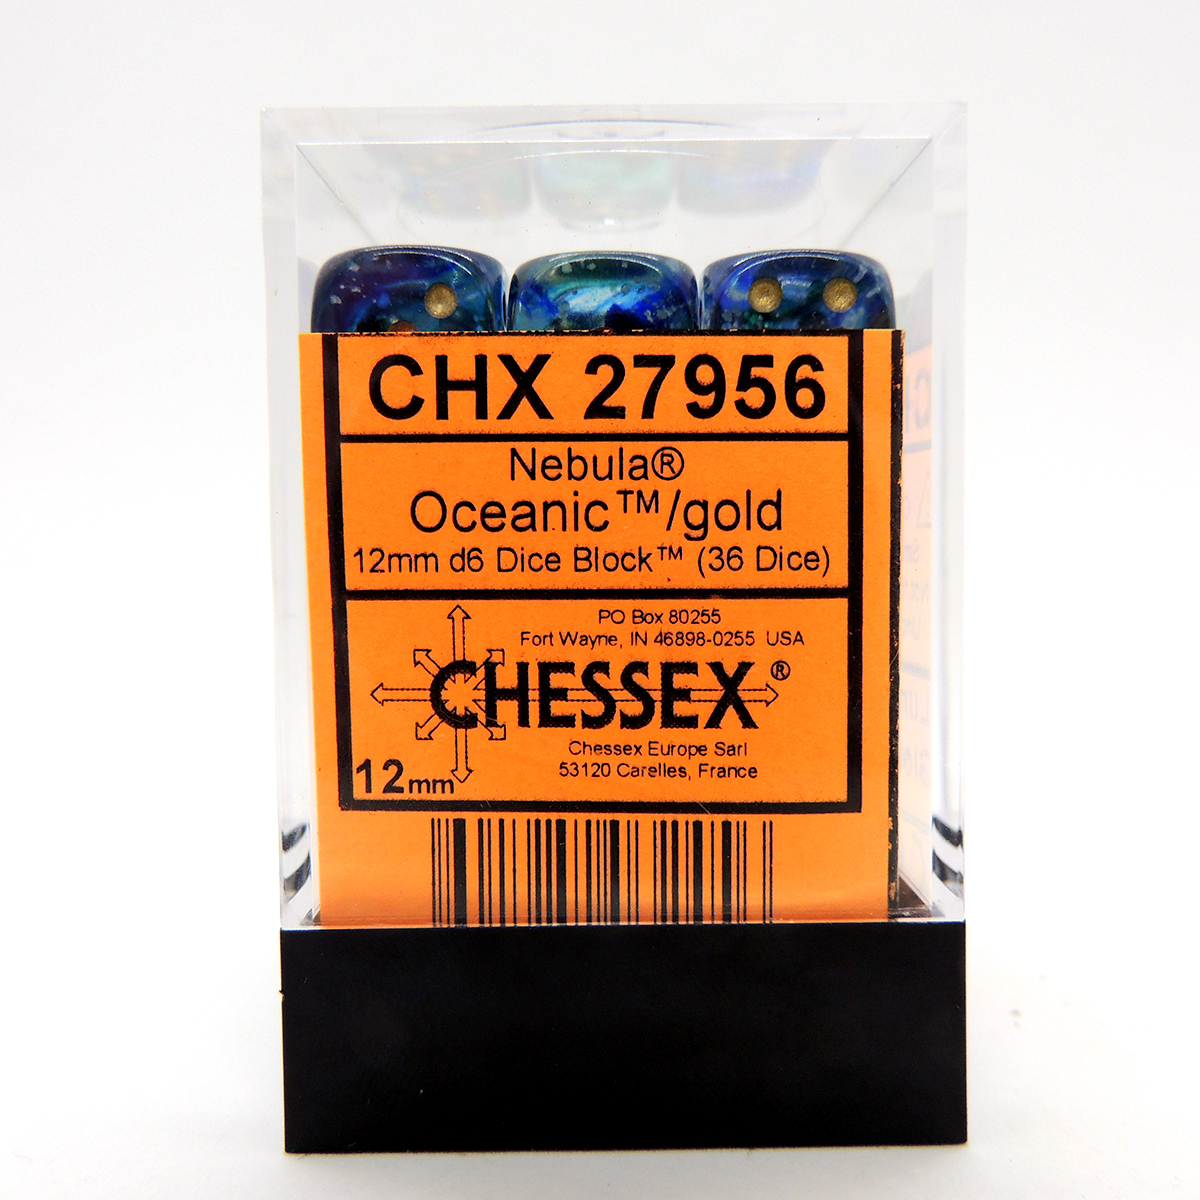 CHX 27956
Nebula®
Oceanic™/gold
12mm d6 Dice Block™ (36 Dice)
PO Box 80255
Fort Wayne, IN 46898-0255 USA
CHESSEX®
Chessex Europe Sarl
53120 Carelles, France
12mm